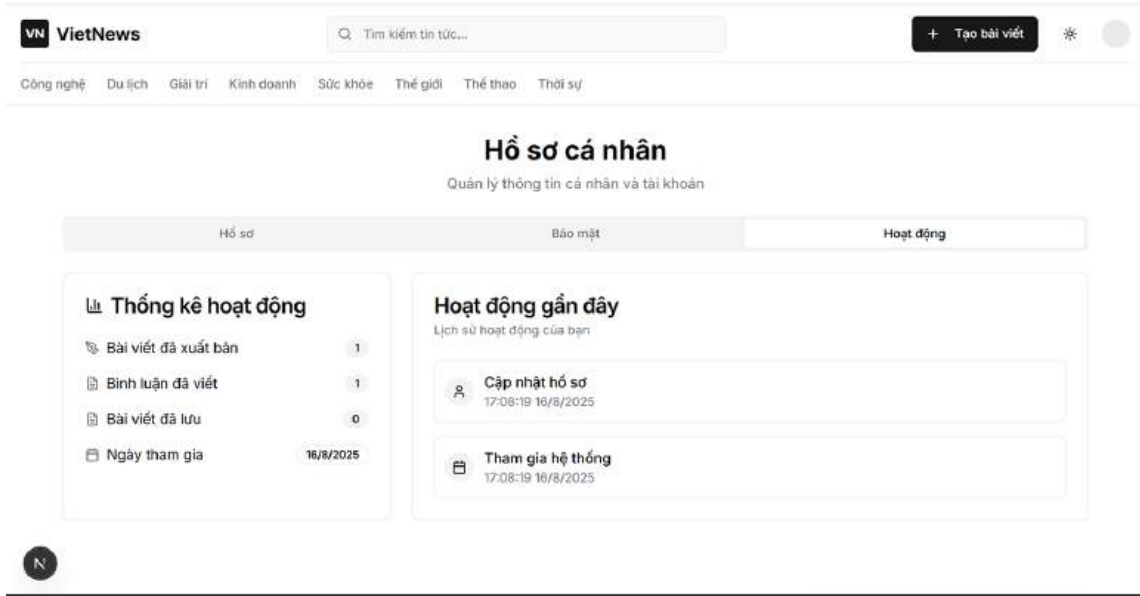 VN VietNews
Tìm kiếm tin tức...
+ Tạo bài viết
Công nghệ Du lịch Giải trí Kinh doanh Sức khỏe Thế giới Thể thao Thời sự
Hồ sơ cá nhân
Quản lý thông tin cá nhân và tài khoản
Hồ sơ Bảo mật Hoạt động
Thống kê hoạt động
Bài viết đã xuất bản 1
Bình luận đã viết 1
Bài viết đã lưu 0
Ngày tham gia 16/8/2025
Hoạt động gần đây
Lịch sử hoạt động của bạn
Cập nhật hồ sơ
17:08:19 16/8/2025
Tham gia hệ thống
17:08:19 16/8/2025
N